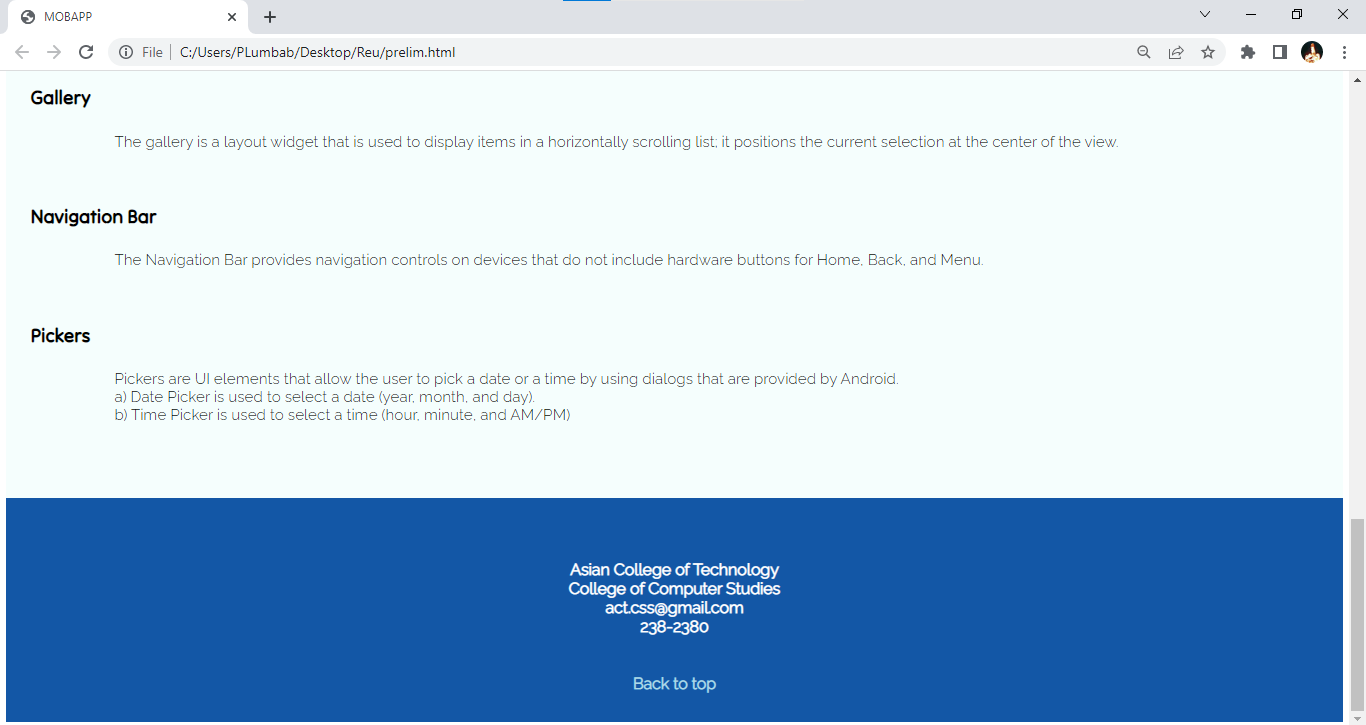 MOBAPP
File
C:/Users/PLumbab/Desktop/Reu/prelim.html
Gallery
The gallery is a layout widget that is used to display items in a horizontally scrolling list; it positions the current selection at the center of the view.
Navigation Bar
The Navigation Bar provides navigation controls on devices that do not include hardware buttons for Home, Back, and Menu.
Pickers
Pickers are UI elements that allow the user to pick a date or a time by using dialogs that are provided by Android.
a) Date Picker is used to select a date (year, month, and day).
b) Time Picker is used to select a time (hour, minute, and AM/PM)
Asian College of Technology
College of Computer Studies
act.css@gmail.com
238-2380
Back to top